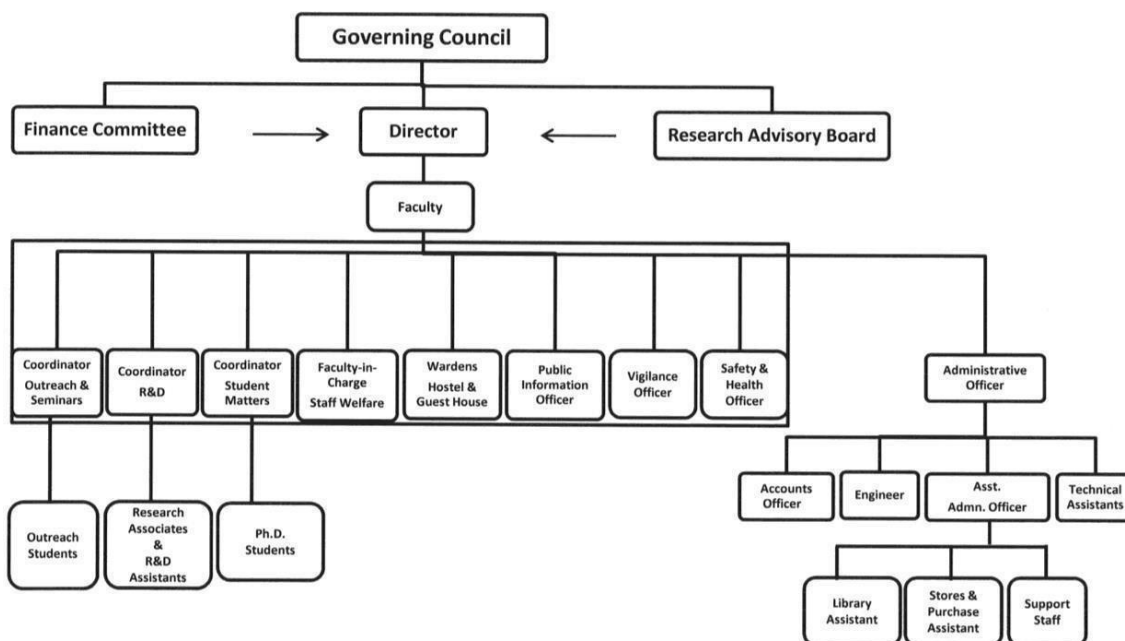 Governing Council
Finance Committee
Director
Research Advisory Board
Faculty
Coordinator
Outreach &
Seminars
Coordinator
R&D
Coordinator
Student
Matters
Faculty-in-
Charge
Staff Welfare
Wardens
Hostel &
Guest House
Public
Information
Officer
Vigilance
Officer
Safety &
Health
Officer
Administrative
Officer
Outreach
Students
Research
Associates
&
R&D
Assistants
Ph.D.
Students
Accounts
Officer
Engineer
Asst.
Admn. Officer
Technical
Assistants
Library
Assistant
Stores &
Purchase
Assistant
Support
Staff